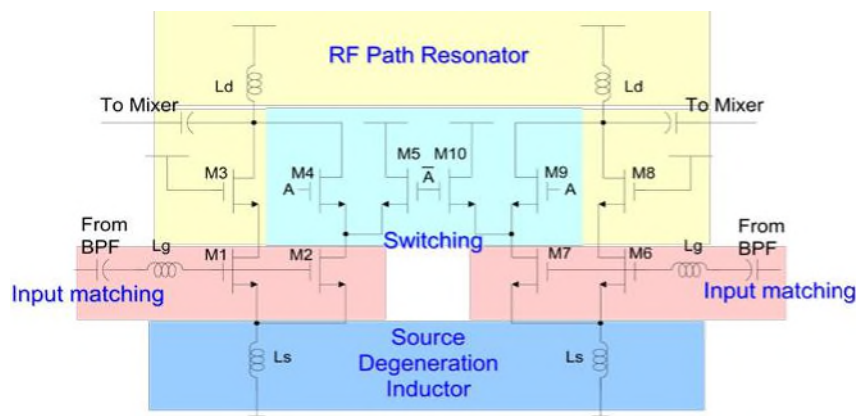 RF Path Resonator
Ld Ld
To Mixer To Mixer
M5 M10
M3 M4 A M9 M8
A A
From From
BPF BPF
Lg Switching Lg
M1 M2 M7 M6
Input matching Input matching
Source
Ls Degeneration Ls
Inductor